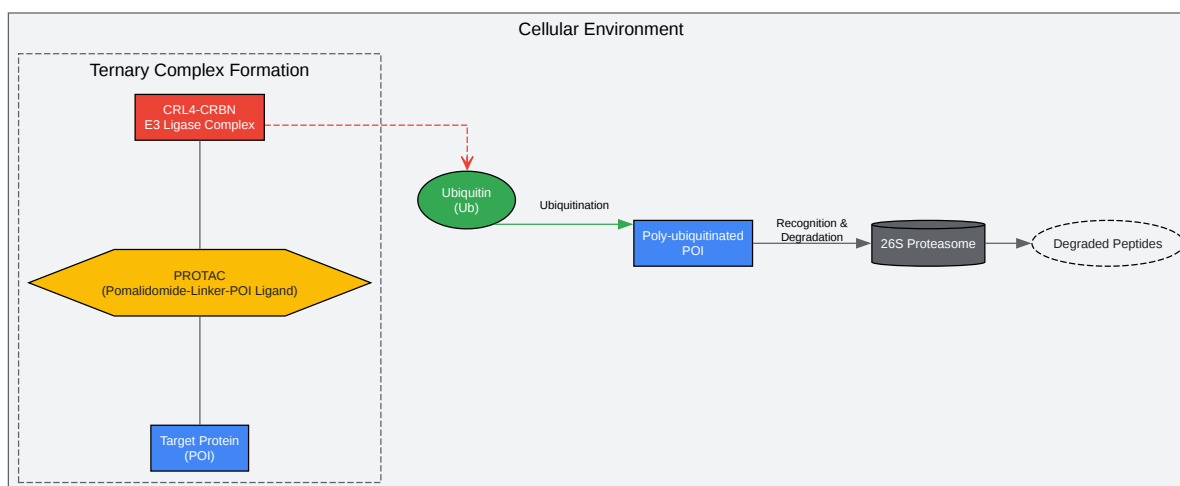 Cellular Environment
Ternary Complex Formation
CRL4-CRBN
E3 Ligase Complex
PROTAC
(Pomalidomide-Linker-POI Ligand)
Target Protein
(POI)
Ubiquitin
(Ub)
Ubiquitination
Poly-ubiquitinated
POI
Recognition &
Degradation
26S Proteasome
Degraded Peptides